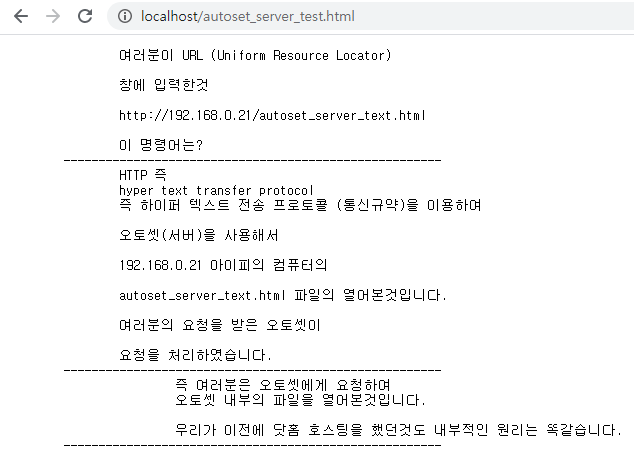 localhost/autoset_server_test.html
여러분이 URL (Uniform Resource Locator)
창에 입력한것
http://192.168.0.21/autoset_server_text.html
이 명령어는?
------------------------------------------------------
HTTP 즉
hyper text transfer protocol
즉 하이퍼 텍스트 전송 프로토콜 (통신규약)을 이용하며
오토셋(서버)을 사용해서
192.168.0.21 아이피의 컴퓨터의
autoset_server_text.html 파일의 열어본것입니다.
여러분의 요청을 받은 오토셋이
요청을 처리하였습니다.
------------------------------------------------------
즉 여러분은 오토셋에게 요청하며
오토셋 내부의 파일을 열어본것입니다.
우리가 이전에 닷홈 호스팅을 했던것도 내부적인 원리는 똑같습니다.
------------------------------------------------------